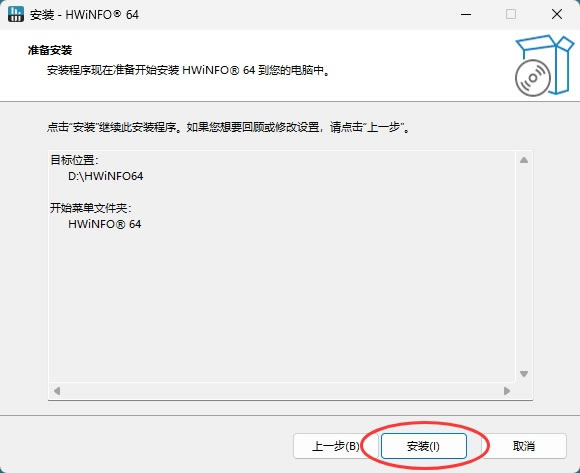 安装 - HWiNFO® 64
准备安装
安装程序现在准备开始安装 HWiNFO® 64 到您的电脑中。
点击“安装”继续此安装程序。如果您想要回顾或修改设置，请点击“上一步”。
目标位置：
D:\HWiNFO64
开始菜单文件夹：
HWiNFO® 64
上一步(B) 安装(I) 取消